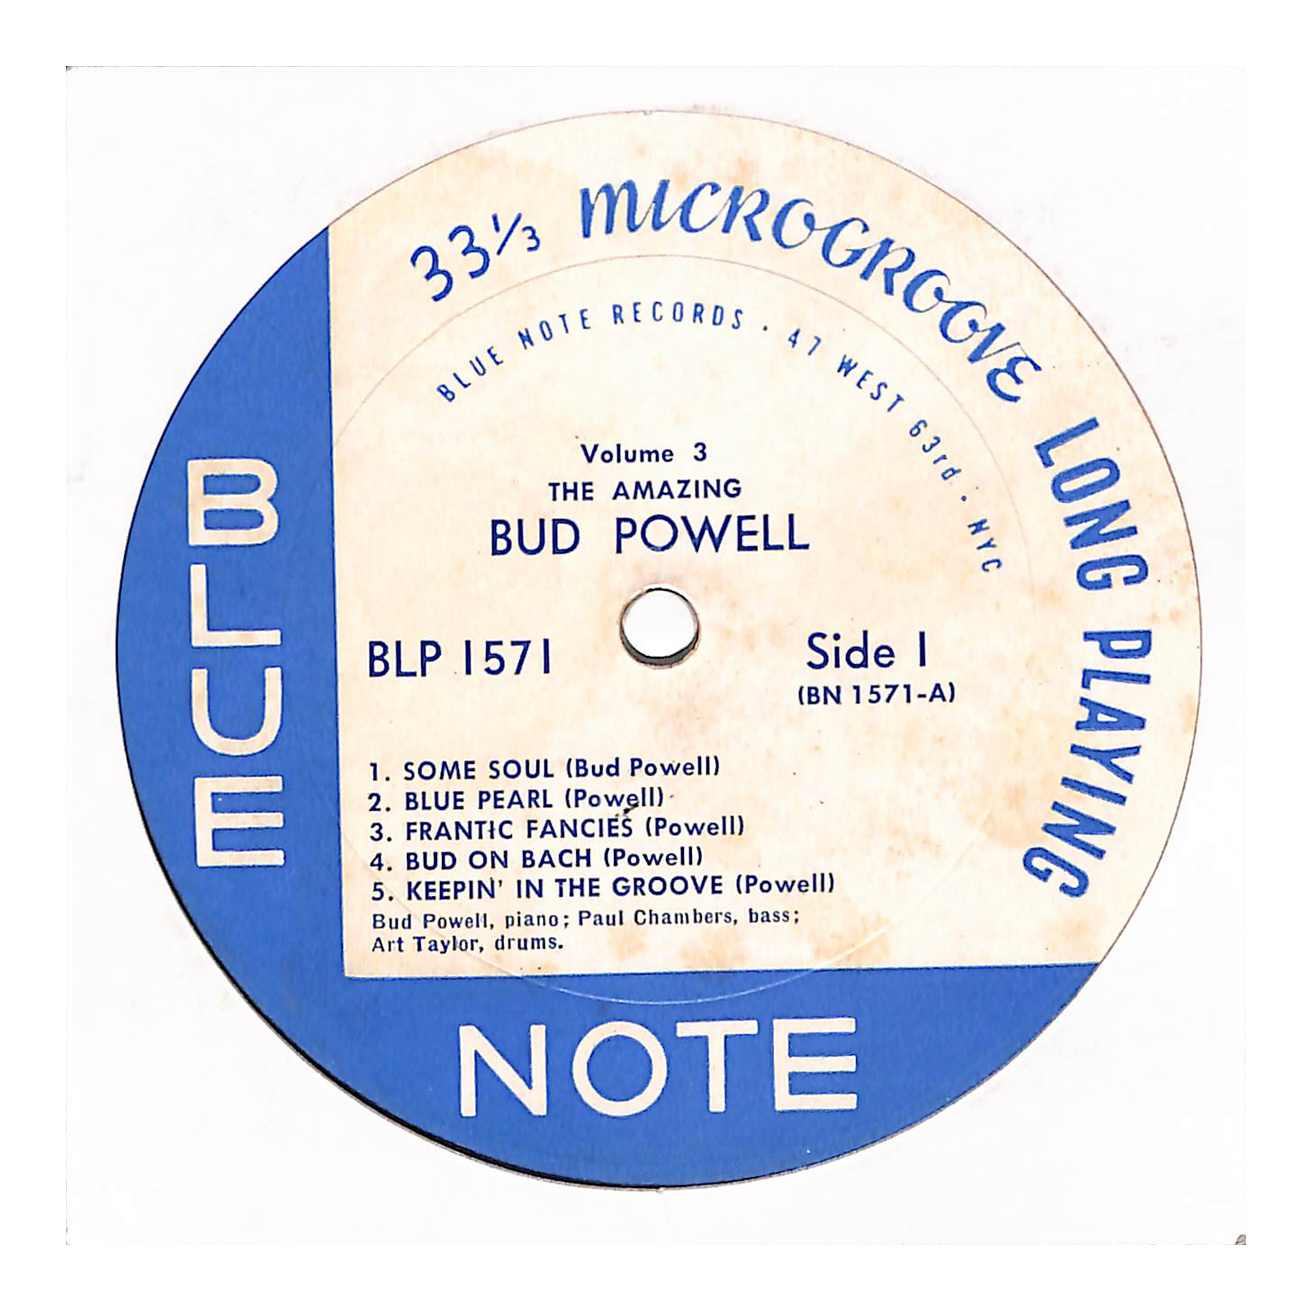 33⅓ MICROGROOVE LONG PLAYING
BLUE NOTE RECORDS · 47 WEST 63rd · NYC
Volume 3
THE AMAZING
BUD POWELL
BLP 1571
Side 1
(BN 1571-A)
1. SOME SOUL (Bud Powell)
2. BLUE PEARL (Powell)
3. FRANTIC FANCIES (Powell)
4. BUD ON BACH (Powell)
5. KEEPIN' IN THE GROOVE (Powell)
Bud Powell, piano; Paul Chambers, bass;
Art Taylor, drums.
BLUE
NOTE